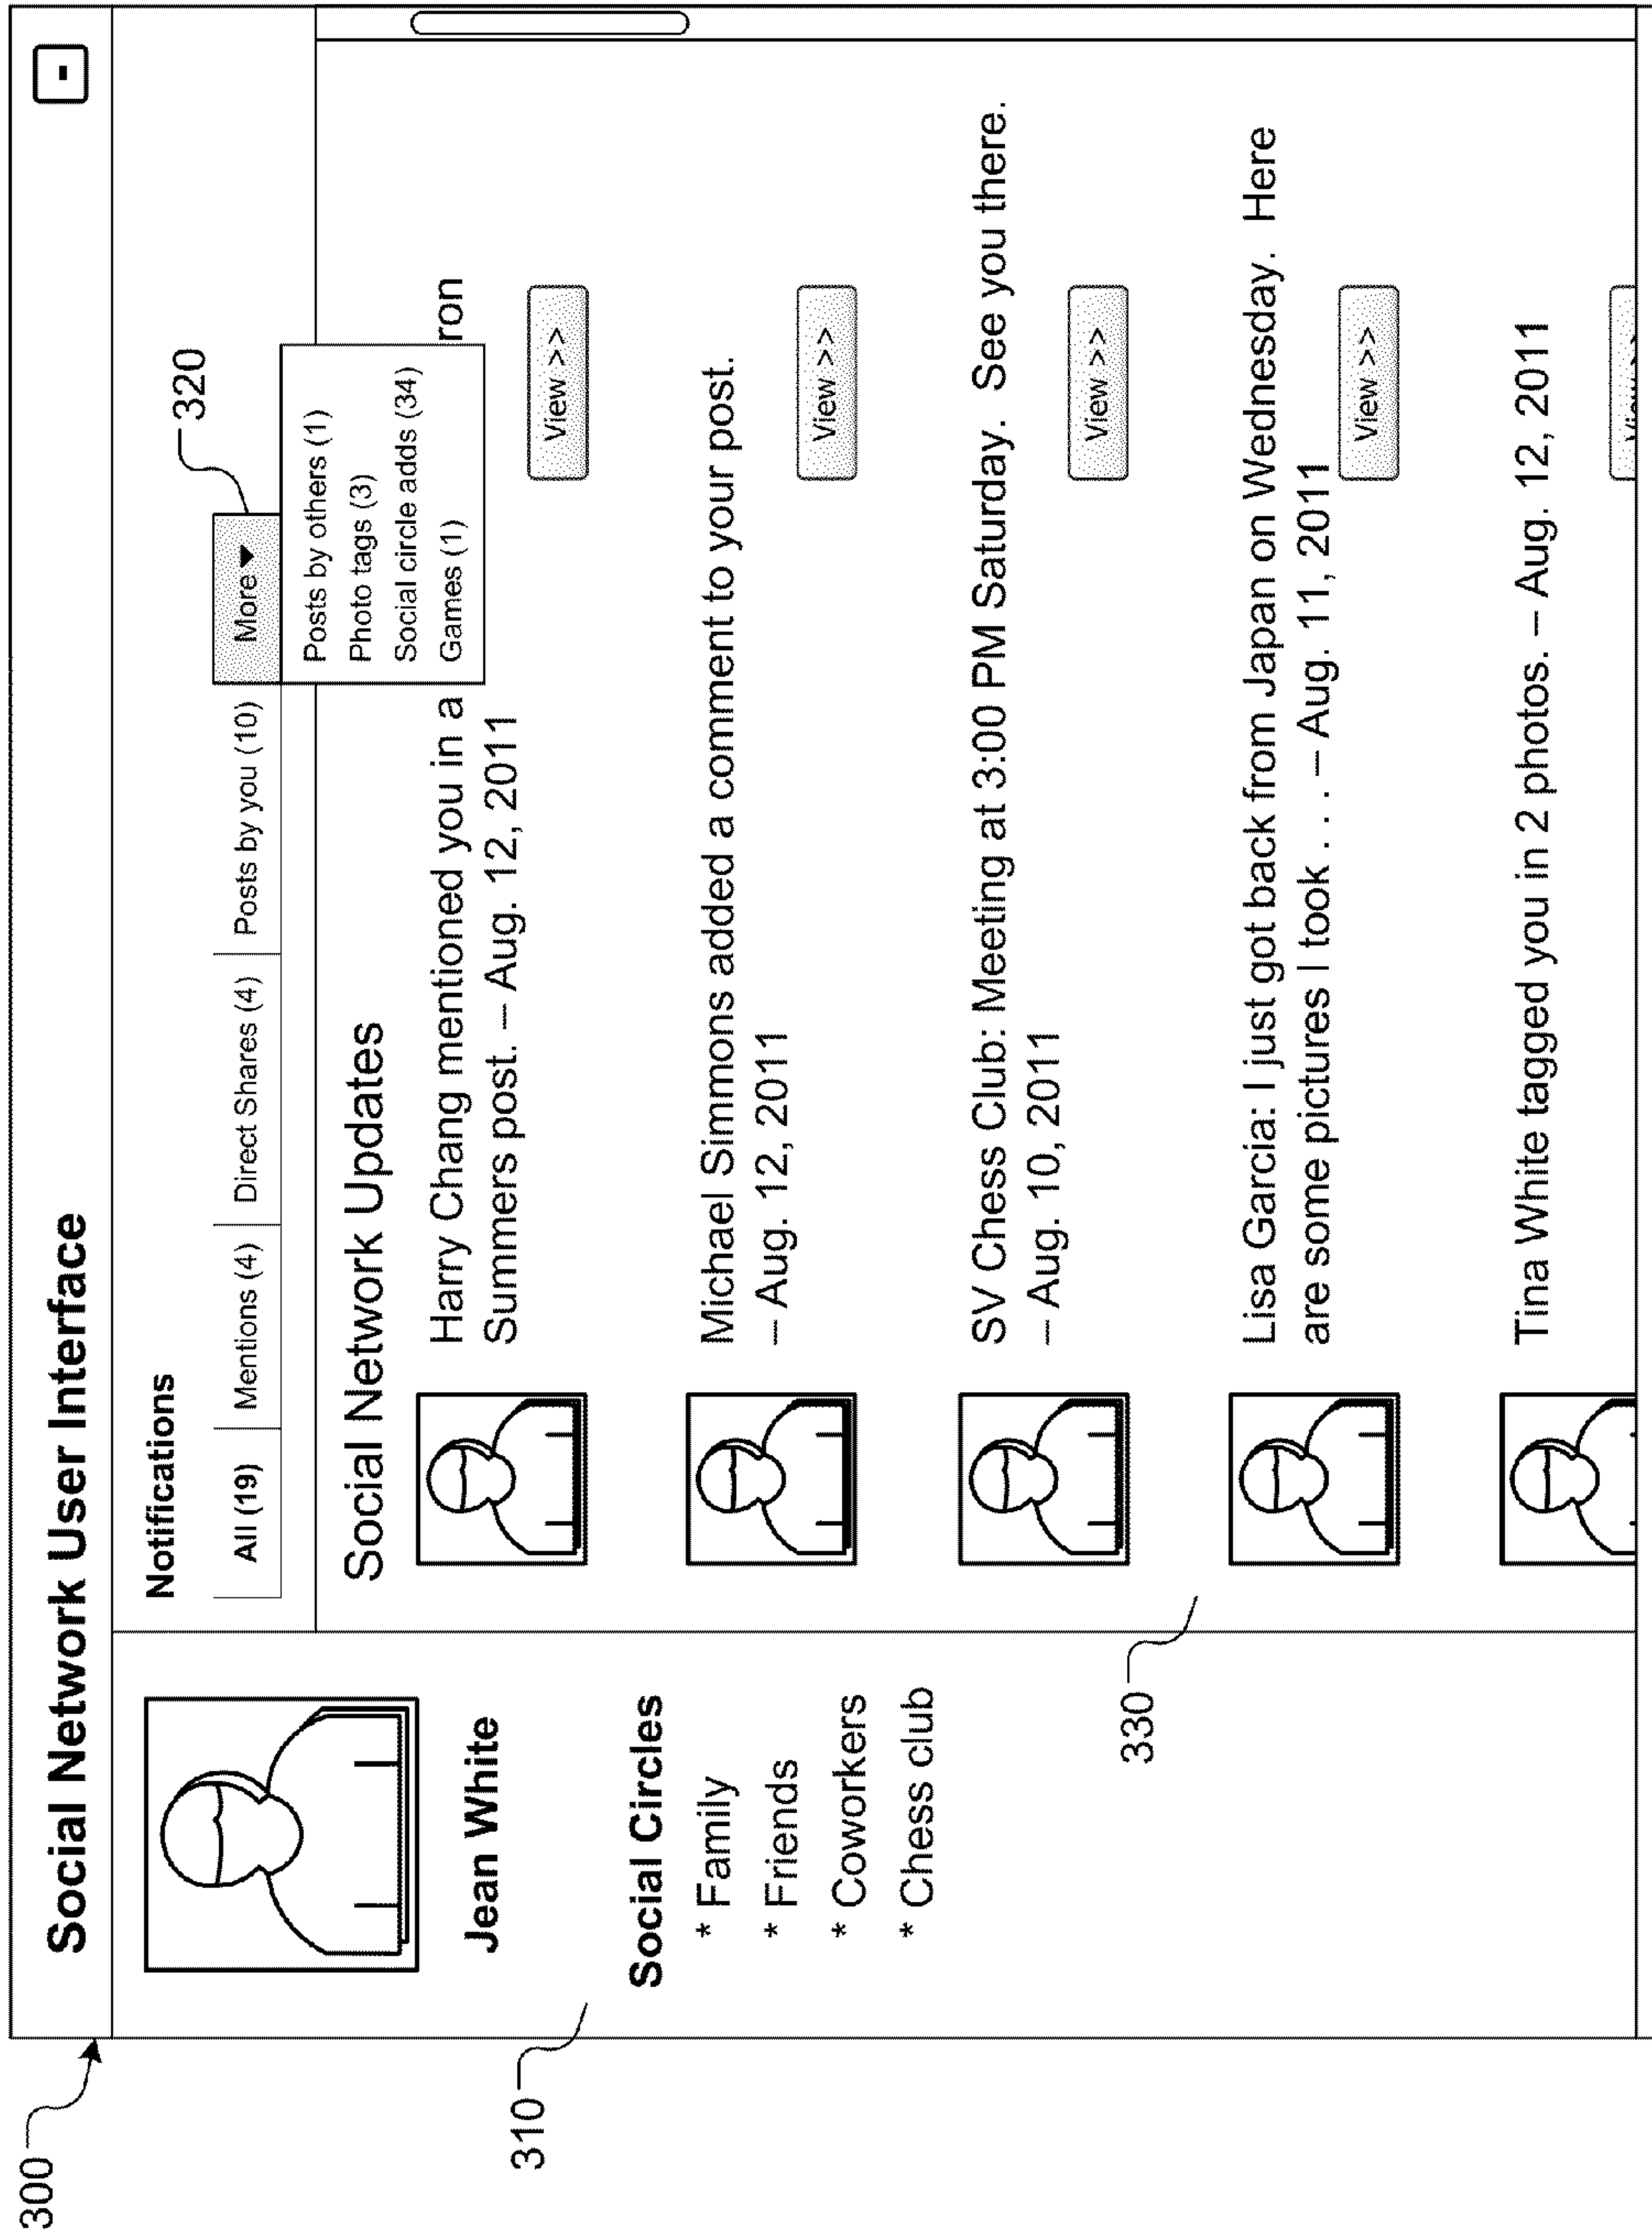 300
Social Network User Interface
-
310
Jean White
Social Circles
* Family
* Friends
* Coworkers
* Chess club
Notifications
All (19) Mentions (4) Direct Shares (4) Posts by you (10) More
320
Posts by others (1)
Photo tags (3)
Social circle adds (34)
Games (1)
Social Network Updates
Harry Chang mentioned you in a ron
Summers post. – Aug. 12, 2011
View >>
Michael Simmons added a comment to your post.
– Aug. 12, 2011
View >>
SV Chess Club: Meeting at 3:00 PM Saturday. See you there.
– Aug. 10, 2011
View >>
330
Lisa Garcia: I just got back from Japan on Wednesday. Here
are some pictures I took . . . – Aug. 11, 2011
View >>
Tina White tagged you in 2 photos. – Aug. 12, 2011